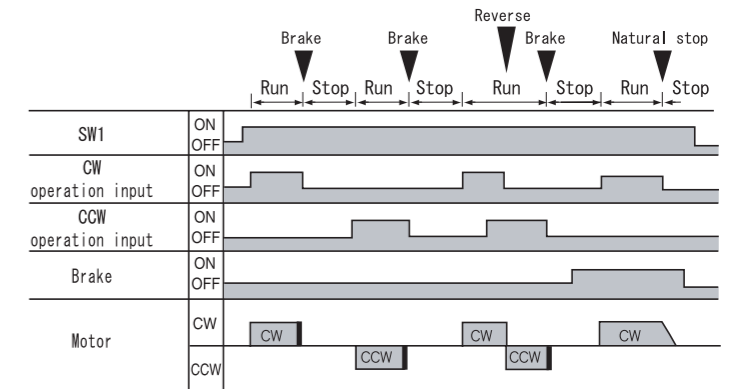 Reverse
Brake Brake Brake Natural stop
Run Stop Run Stop Run Stop Run Stop
SW1 ON
OFF
CW ON
operation input OFF
CCW ON
operation input OFF
Brake ON
OFF
Motor CW CW CW CW
CCW CCW CCW